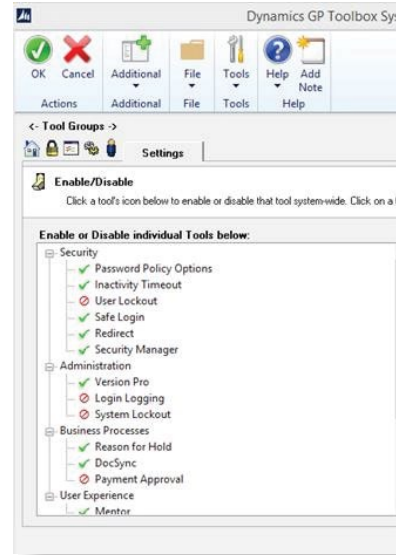 Dynamics GP Toolbox Sys
OK Cancel Additional File Tools Help Add Note
Actions Additional File Tools Help
<- Tool Groups ->
Settings
Enable/Disable
Click a tool's icon below to enable or disable that tool system-wide. Click on a
Enable or Disable individual Tools below:
Security
Password Policy Options
Inactivity Timeout
User Lockout
Safe Login
Redirect
Security Manager
Administration
Version Pro
Login Logging
System Lockout
Business Processes
Reason for Hold
DocSync
Payment Approval
User Experience
Mentor